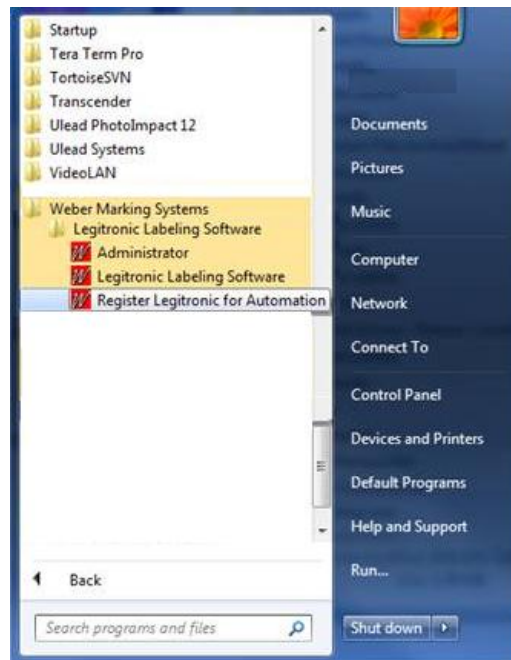 Startup
Tera Term Pro
TortoiseSVN
Transcender
Ulead PhotoImpact 12
Ulead Systems
VideoLAN
Weber Marking Systems
Legitronic Labeling Software
Administrator
Legitronic Labeling Software
Register Legitronic for Automation
Back
Search programs and files
Documents
Pictures
Music
Computer
Network
Connect To
Control Panel
Devices and Printers
Default Programs
Help and Support
Run...
Shut down